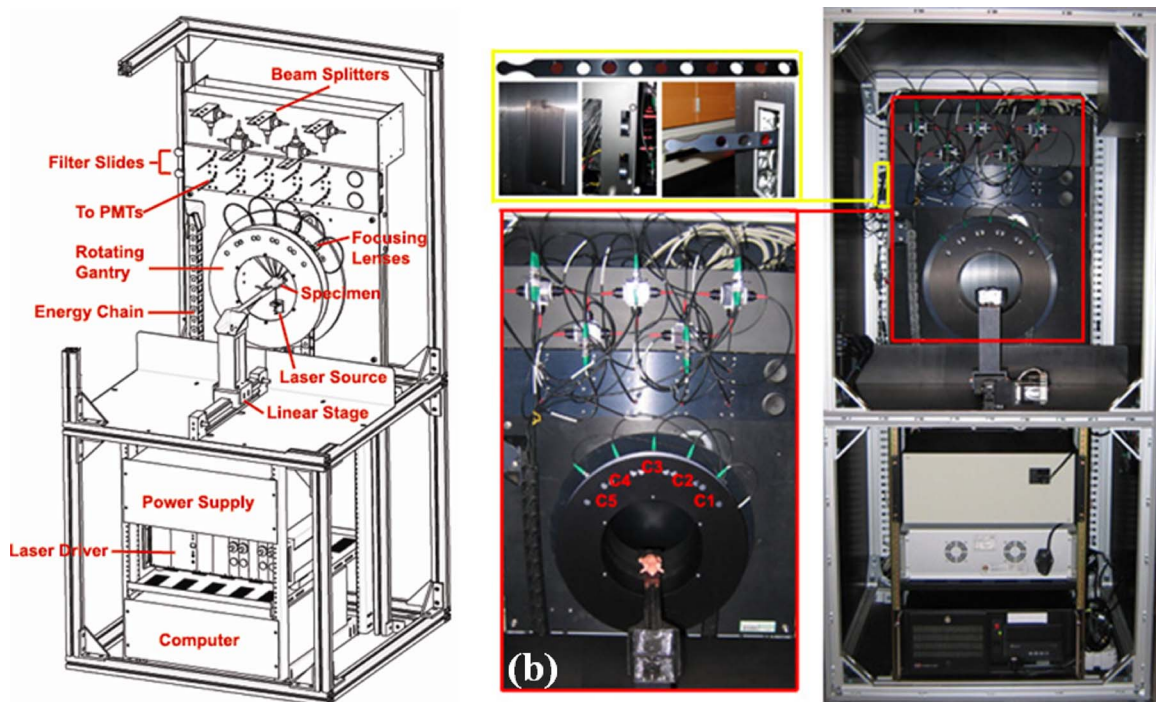 Beam Splitters
Filter Slides
To PMTs
Rotating
Gantry
Focusing
Lenses
Specimen
Energy Chain
Laser Source
Linear Stage
Power Supply
Laser Driver
Computer
C5
C4
C3
C2
C1
(b)